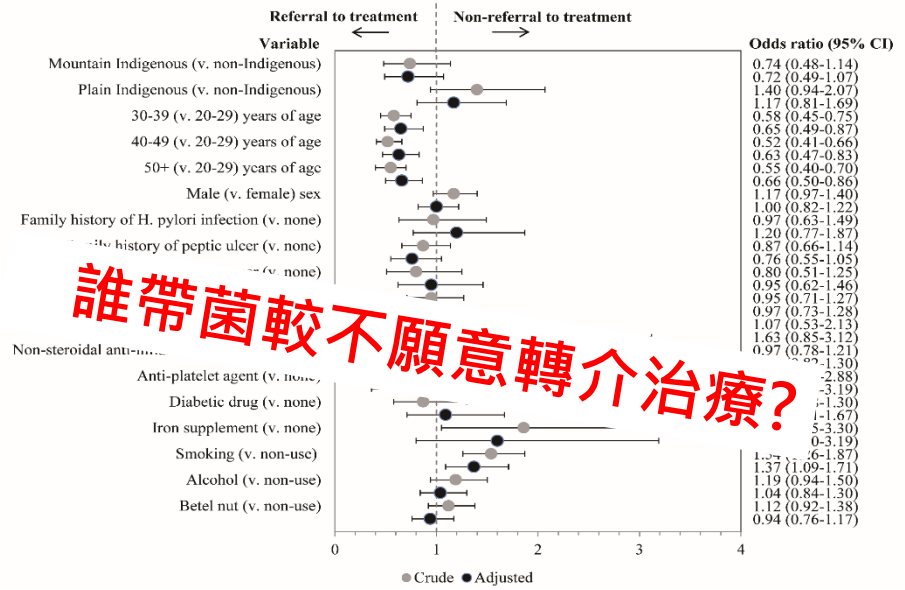 Referral to treatment
Non-referral to treatment
Variable
Odds ratio (95% CI)
Mountain Indigenous (v. non-Indigenous)
0.74 (0.48-1.14)
0.72 (0.49-1.07)
Plain Indigenous (v. non-Indigenous)
1.40 (0.94-2.07)
1.17 (0.81-1.69)
30-39 (v. 20-29) years of age
0.58 (0.45-0.75)
0.65 (0.49-0.87)
40-49 (v. 20-29) years of age
0.52 (0.41-0.66)
0.63 (0.47-0.83)
50+ (v. 20-29) years of age
0.55 (0.40-0.70)
0.66 (0.50-0.86)
Male (v. female) sex
1.17 (0.97-1.40)
1.00 (0.82-1.22)
Family history of H. pylori infection (v. none)
0.97 (0.63-1.49)
1.20 (0.77-1.87)
history of peptic ulcer (v. none)
0.87 (0.66-1.14)
0.76 (0.55-1.05)
(v. none)
0.80 (0.51-1.25)
0.95 (0.62-1.46)
0.95 (0.71-1.27)
0.97 (0.73-1.28)
1.07 (0.53-2.13)
1.63 (0.85-3.12)
誰帶菌較不願意轉介治療?
Non-steroidal
0.97 (0.78-1.21)
Anti-platelet agent (v. none)
Diabetic drug (v. none)
Iron supplement (v. none)
Smoking (v. non-use)
1.37 (1.09-1.71)
Alcohol (v. non-use)
1.19 (0.94-1.50)
1.04 (0.84-1.30)
Betel nut (v. non-use)
1.12 (0.92-1.38)
0.94 (0.76-1.17)
0 1 2 3 4
Crude Adjusted